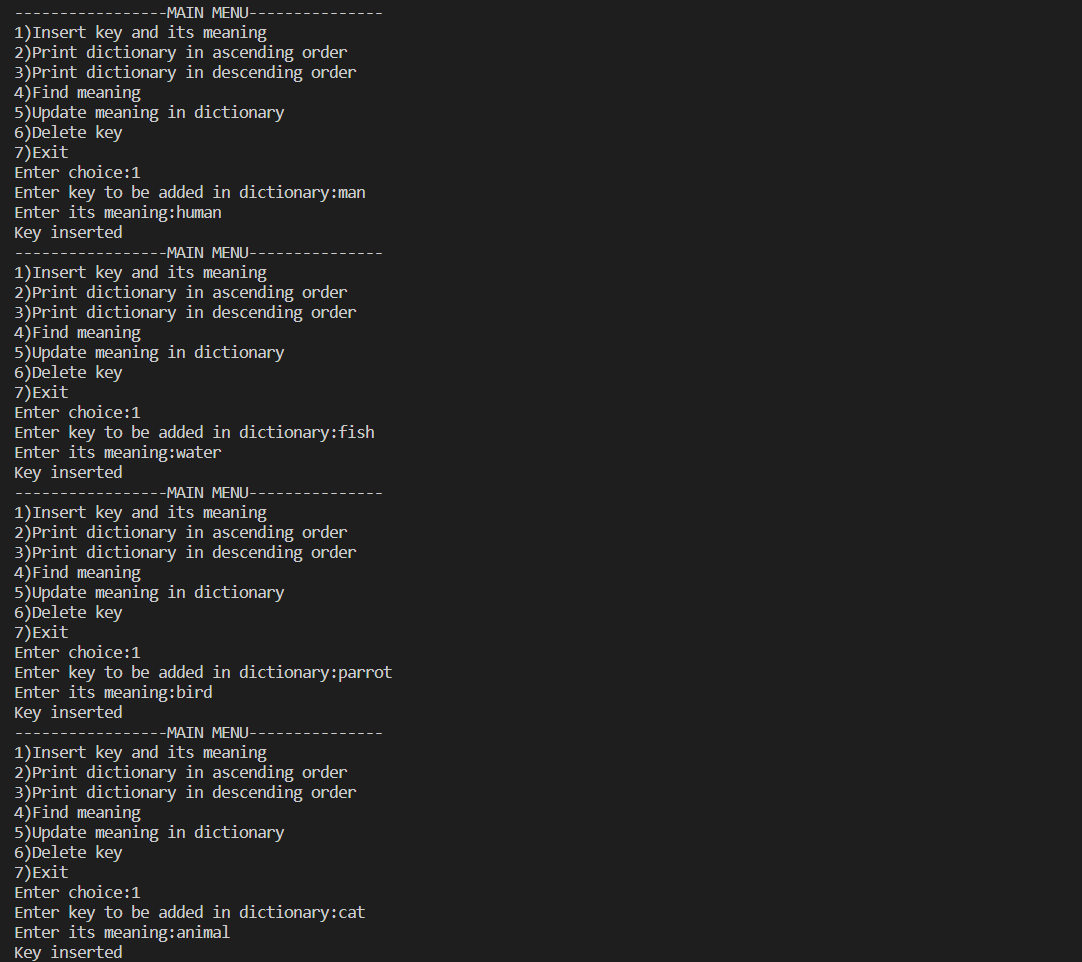 -----------------MAIN MENU---------------
1)Insert key and its meaning
2)Print dictionary in ascending order
3)Print dictionary in descending order
4)Find meaning
5)Update meaning in dictionary
6)Delete key
7)Exit
Enter choice:1
Enter key to be added in dictionary:man
Enter its meaning:human
Key inserted
-----------------MAIN MENU---------------
1)Insert key and its meaning
2)Print dictionary in ascending order
3)Print dictionary in descending order
4)Find meaning
5)Update meaning in dictionary
6)Delete key
7)Exit
Enter choice:1
Enter key to be added in dictionary:fish
Enter its meaning:water
Key inserted
-----------------MAIN MENU---------------
1)Insert key and its meaning
2)Print dictionary in ascending order
3)Print dictionary in descending order
4)Find meaning
5)Update meaning in dictionary
6)Delete key
7)Exit
Enter choice:1
Enter key to be added in dictionary:parrot
Enter its meaning:bird
Key inserted
-----------------MAIN MENU---------------
1)Insert key and its meaning
2)Print dictionary in ascending order
3)Print dictionary in descending order
4)Find meaning
5)Update meaning in dictionary
6)Delete key
7)Exit
Enter choice:1
Enter key to be added in dictionary:cat
Enter its meaning:animal
Key inserted